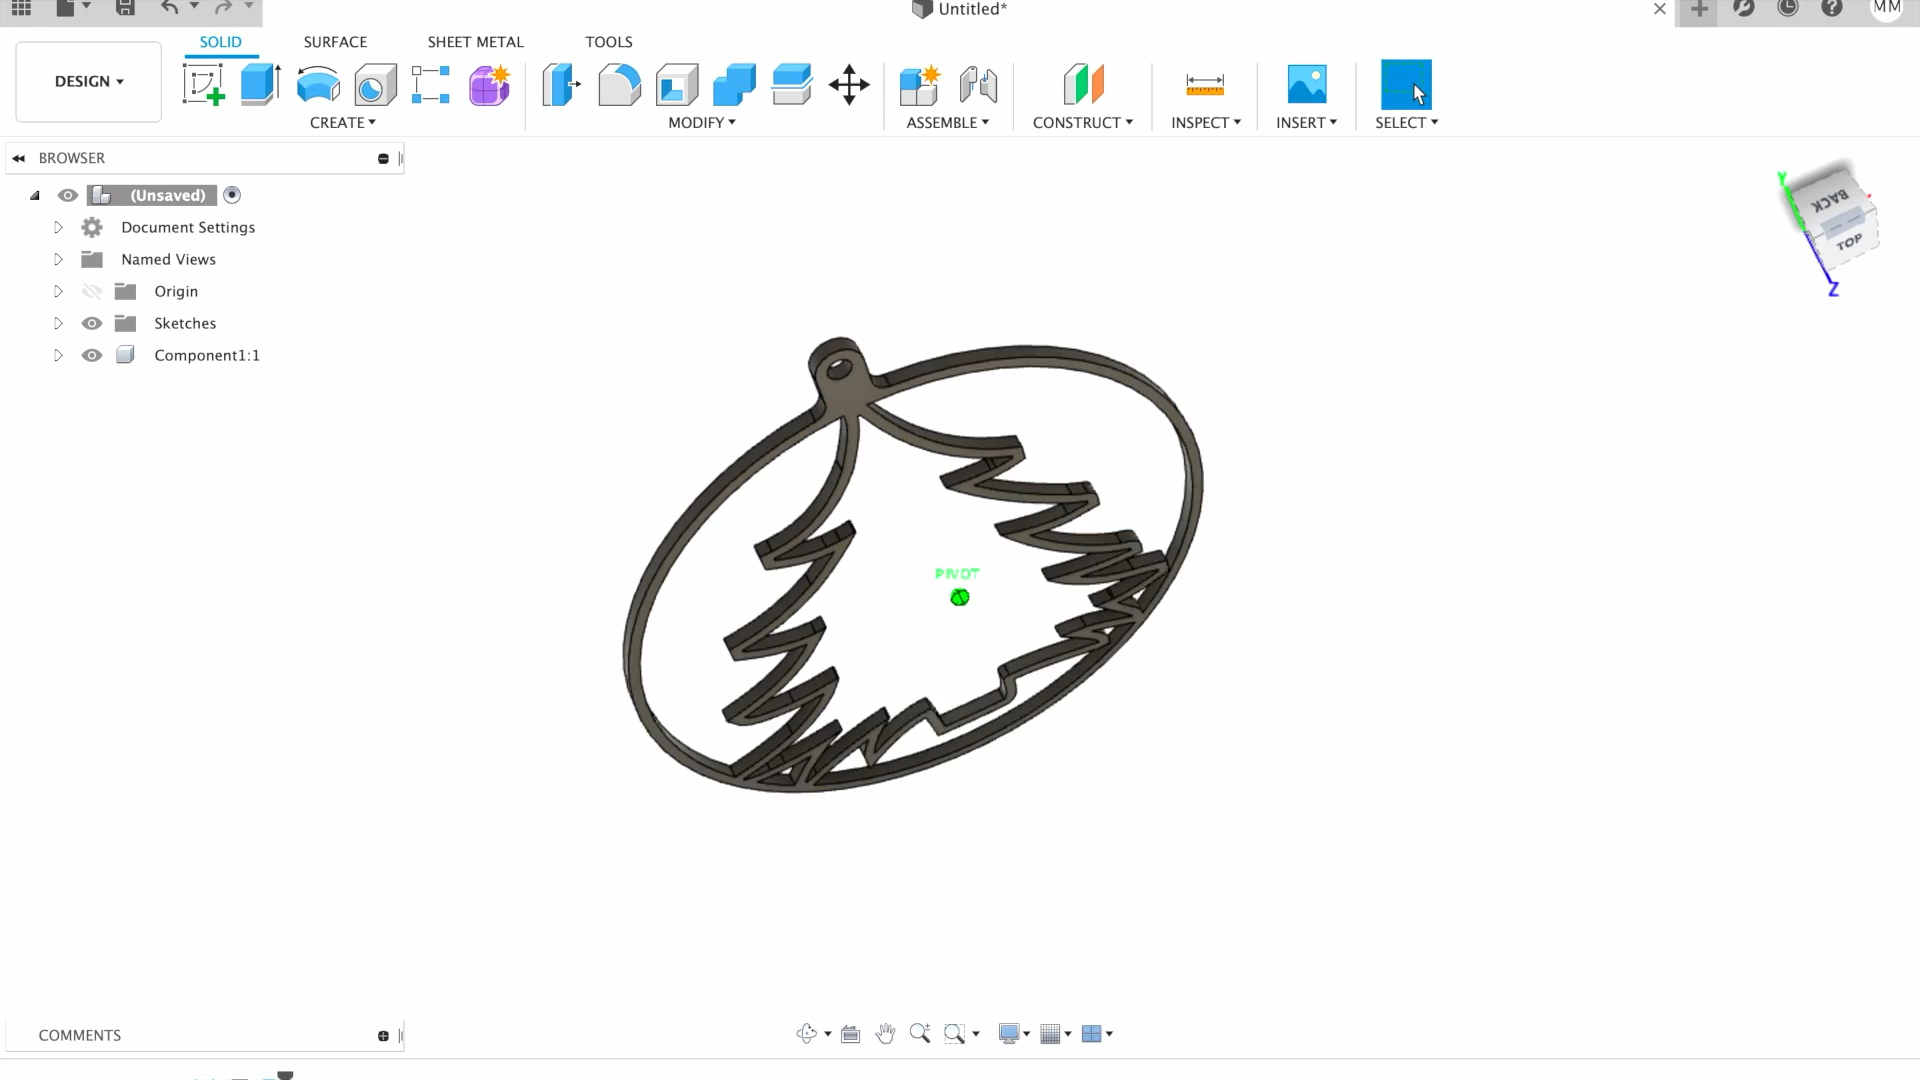 Untitled*
MM
SOLID
SURFACE
SHEET METAL
TOOLS
DESIGN
CREATE
MODIFY
ASSEMBLE
CONSTRUCT
INSPECT
INSERT
SELECT
BROWSER
(Unsaved)
Document Settings
Named Views
Origin
Sketches
Component1:1
Y
BACK
TOP
Z
PIVOT
COMMENTS